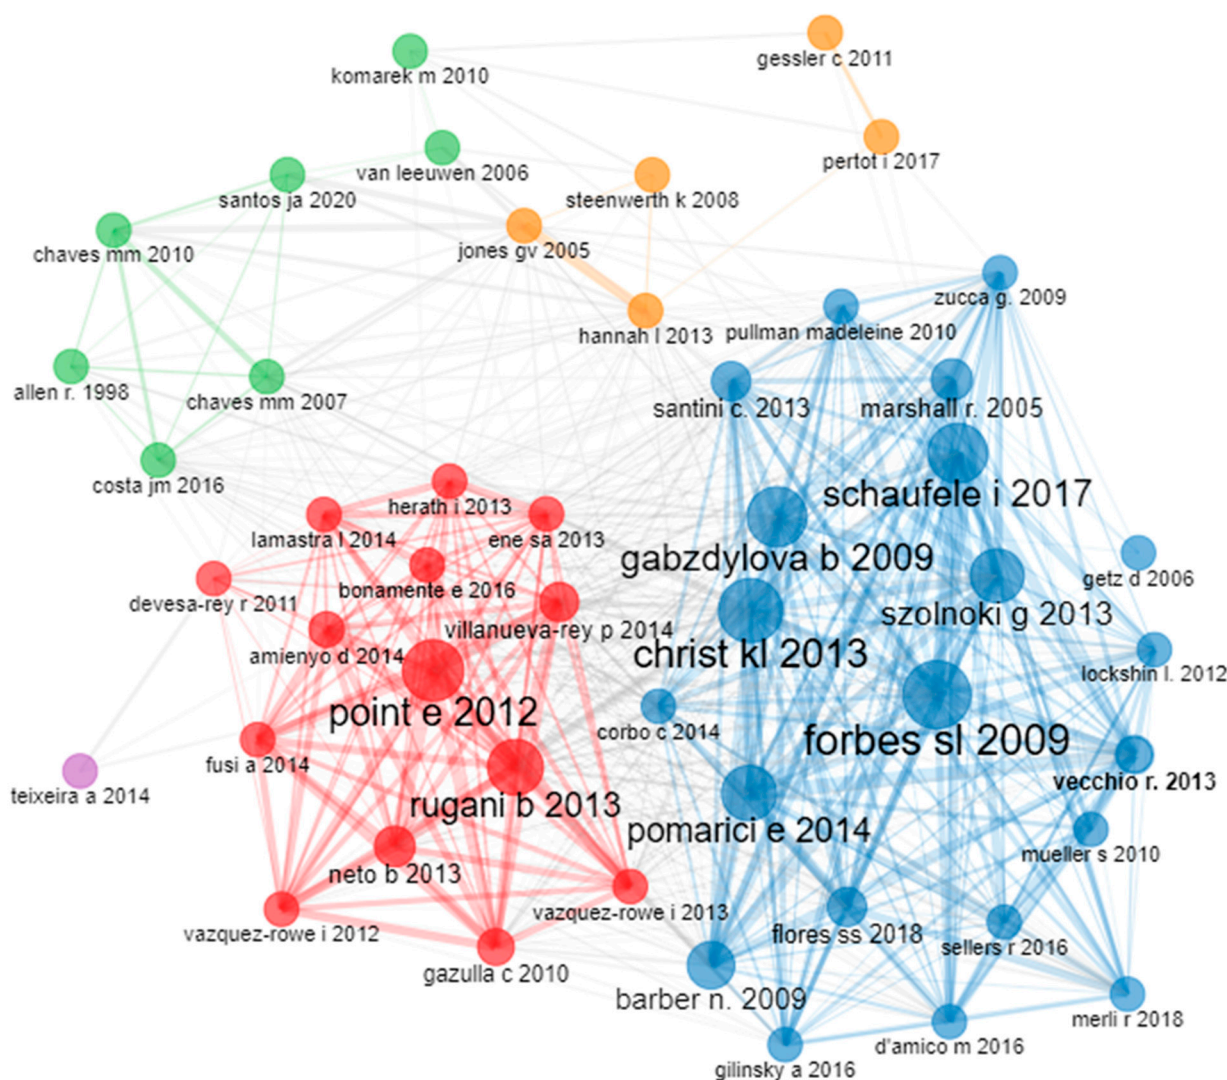 gessler c 2011
komarek m 2010
pertot i 2017
van leeuwen 2006
steenwerth k 2008
santos ja 2020
jones gv 2005
chaves mm 2010
zucca g. 2009
hannah l 2013
pullman madeleine 2010
allen r. 1998
chaves mm 2007
santini c. 2013
marshall r. 2005
costa jm 2016
schaufele i 2017
herath i 2013
lamastra l 2014
ene sa 2013
gabzdylova b 2009
getz d 2006
bonamente e 2016
devesa-rey r 2011
szolnoki g 2013
villanueva-rey p 2014
amienyo d 2014
christ kl 2013
lockshin l. 2012
point e 2012
corbo c 2014
forbes sl 2009
fusi a 2014
vecchio r. 2013
teixeira a 2014
rugani b 2013
pomarici e 2014
mueller s 2010
neto b 2013
vazquez-rowe i 2013
vazquez-rowe i 2012
flores ss 2018
sellers r 2016
gazulla c 2010
barber n. 2009
merli r 2018
d'amico m 2016
gilinsky a 2016